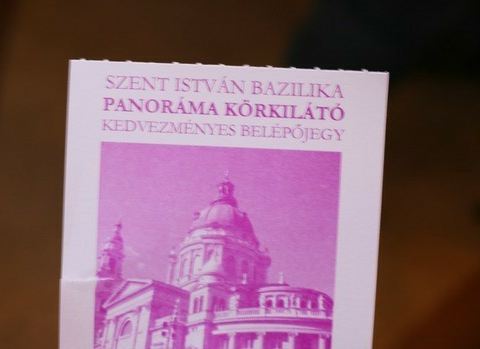 SZENT ISTVÁN BAZILIKA
PANORÁMA KÖRKILÁTÓ
KEDVEZMÉNYES BELÉPŐJEGY